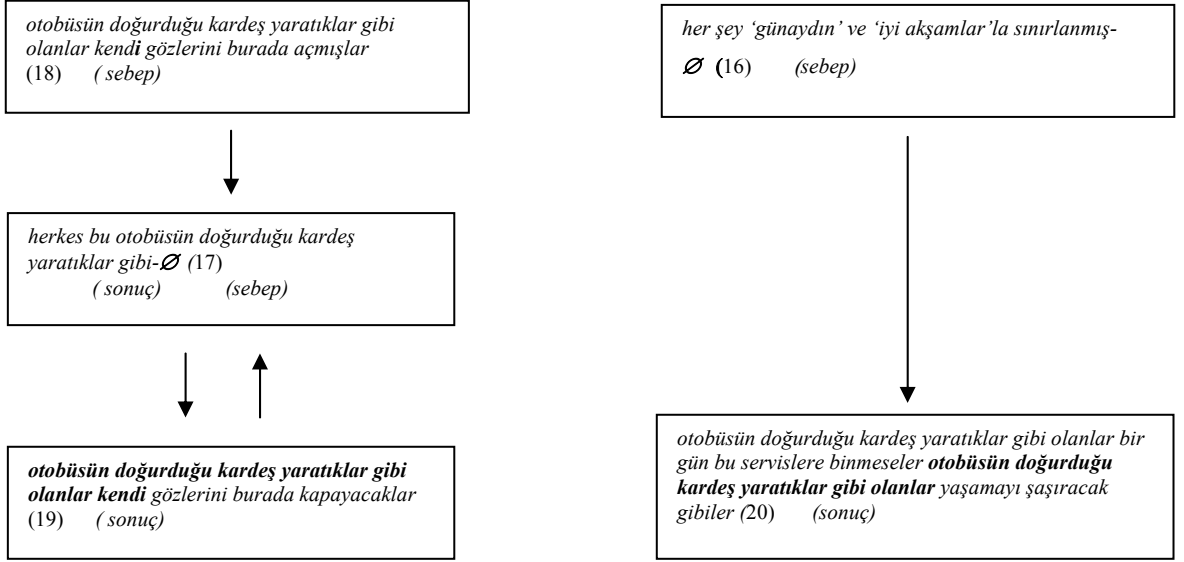 otobüsün doğurduğu kardeş yaratıklar gibi
olanlar kendi gözlerini burada açmışlar
(18) ( sebep)
herkes bu otobüsün doğurduğu kardeş
yaratıklar gibi-∅ (17)
( sonuç) (sebep)
otobüsün doğurduğu kardeş yaratıklar gibi
olanlar kendi gözlerini burada kapayacaklar
(19) ( sonuç)
her şey ‘günaydın’ ve ‘iyi akşamlar’la sınırlanmış-
∅ (16) (sebep)
otobüsün doğurduğu kardeş yaratıklar gibi olanlar bir
gün bu servislere binmeseler otobüsün doğurduğu
kardeş yaratıklar gibi olanlar yaşamayı şaşıracak
gibiler (20) (sonuç)